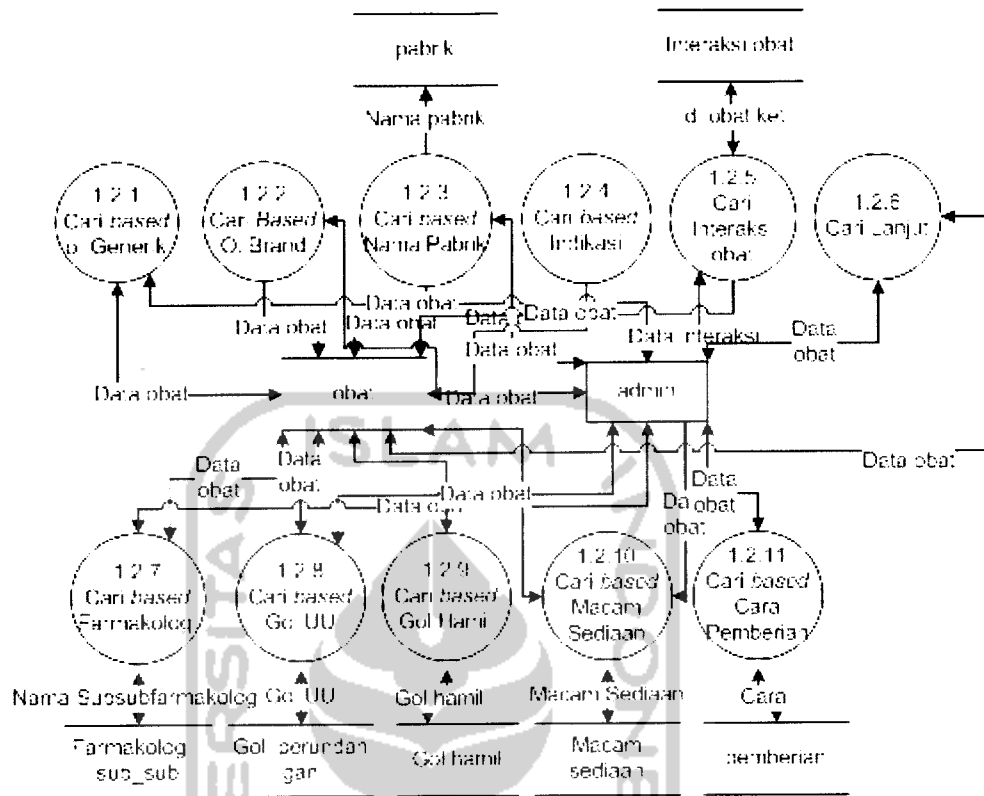 pabrik
Interaksi obat
Nama pabrik
d obat ket
1.2.1
Cari based
o. Generik
1.2.2
Cari Based
O. Brand
1.2.3
Cari based
Nama Pabrik
1.2.4
Cari based
Indikasi
1.2.5
Cari
Interaks
obat
1.2.6
Cari Lanjut
Data obat
Data obat
Data obat
Data
Data obat
Data obat
Data interaksi
Data
obat
Data obat
obat
Data obat
admin
ISLAM
Data
obat
Data
obat
Data obat
Data
Data
obat
Da
obat
Data obat
1.2.7
Cari based
Farmakolog
1.2.8
Cari based
Gol UU
1.2.9
Cari based
Gol Hamil
1.2.10
Cari based
Macam
Sediaan
1.2.11
Cari based
Cara
Pemberian
Nama Subsubfarmakolog
Gol UU
Gol hamil
Macam Sediaan
Cara
Farmakolog
sub_sub
Gol perundan
gan
Gol hamil
Macam
sediaan
pemberian